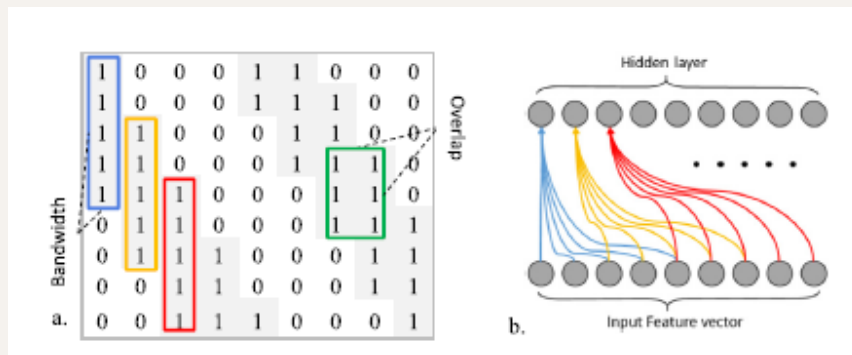 1 0 0 0 1 1 0 0 0
1 0 0 0 1 1 1 0 0
1 1 0 0 0 1 1 0 0
1 1 0 0 0 1 1 1 0
1 1 1 0 0 0 1 1 0
0 1 1 0 0 0 1 1 1
0 1 1 1 0 0 0 1 1
0 0 1 1 0 0 0 1 1
0 0 1 1 1 0 0 0 1
Bandwidth
Overlap
a.
Hidden layer
Input Feature vector
b.